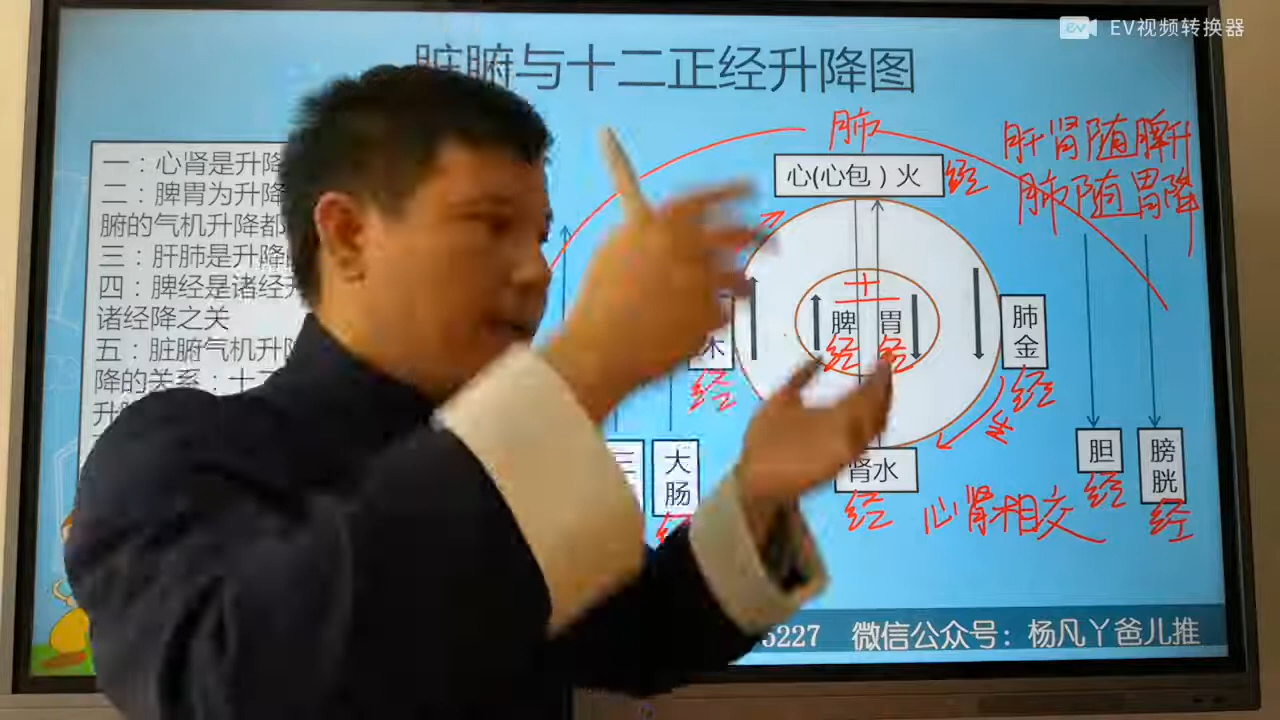 EV视频转换器
脏腑与十二正经升降图
一：心肾是升降
二：脾胃为升降
腑的气机升降都
三：肝肺是升降
四：脾经是诸经升
诸经降之关
五：脏腑气机升降
降的关系：十二
肺
肝肾随脾升
肺随胃降
心(心包）火
经
土
脾
胃
经
经
木
经
肺金
经
三
大肠
肾水
经
心肾相交
胆
经
膀胱
经
5227
微信公众号：杨凡丫爸儿推